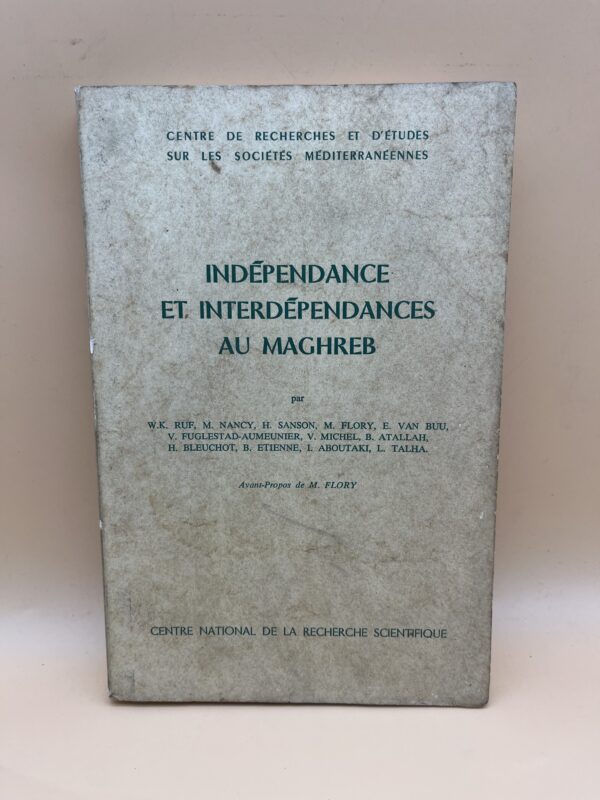 CENTRE DE RECHERCHES ET D'ÉTUDES
SUR LES SOCIÉTÉS MÉDITERRANÉENNES
INDÉPENDANCE
ET INTERDÉPENDANCES
AU MAGHREB
par
W.K. RUF, M. NANCY, H. SANSON, M. FLORY, E. VAN BUU,
V. FUGLESTAD-AUMEUNIER, V. MICHEL, B. ATALLAH,
H. BLEUCHOT, B. ETIENNE, I. ABOUTAKI, L. TALHA.
Avant-Propos de M. FLORY
CENTRE NATIONAL DE LA RECHERCHE SCIENTIFIQUE